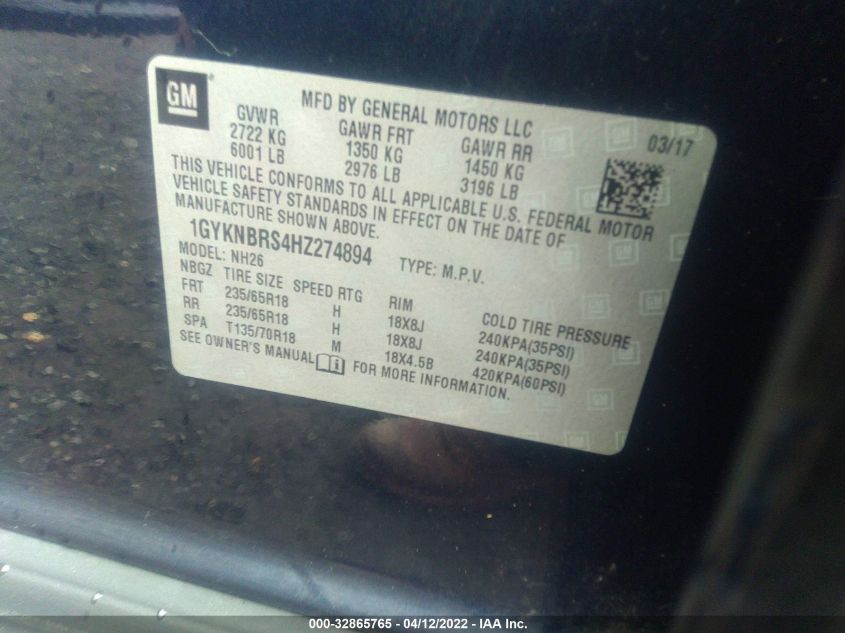 GM
MFD BY GENERAL MOTORS LLC
03/17
GVWR GAWR FRT GAWR RR
2722 KG 1350 KG 1450 KG
6001 LB 2976 LB 3196 LB
THIS VEHICLE CONFORMS TO ALL APPLICABLE U.S. FEDERAL MOTOR
VEHICLE SAFETY STANDARDS IN EFFECT ON THE DATE OF
MANUFACTURE SHOWN ABOVE.
1GYKNBRS4HZ274894 TYPE: M.P.V.
MODEL: NH26
NBGZ TIRE SIZE SPEED RTG RIM COLD TIRE PRESSURE
FRT 235/65R18 H 18X8J 240KPA(35PSI)
RR 235/65R18 H 18X8J 240KPA(35PSI)
SPA T135/70R18 M 18X4.5B 420KPA(60PSI)
SEE OWNER'S MANUAL FOR MORE INFORMATION.
000-32865765 - 04/12/2022 - IAA Inc.